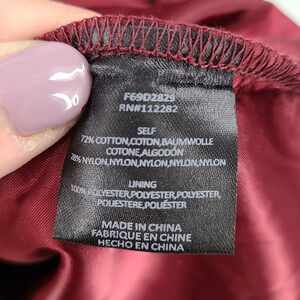 F69D2829
RN#112282
SELF
72% COTTON,COTON,BAUMWOLLE
COTONE,ALGODÓN
28% NYLON,NYLON,NYLON,NYLON,NYLON
LINING
100% POLYESTER,POLYESTER,POLYESTER,
POLIESTERE,POLIÉSTER
MADE IN CHINA
FABRIQUE EN CHINE
HECHO EN CHINA